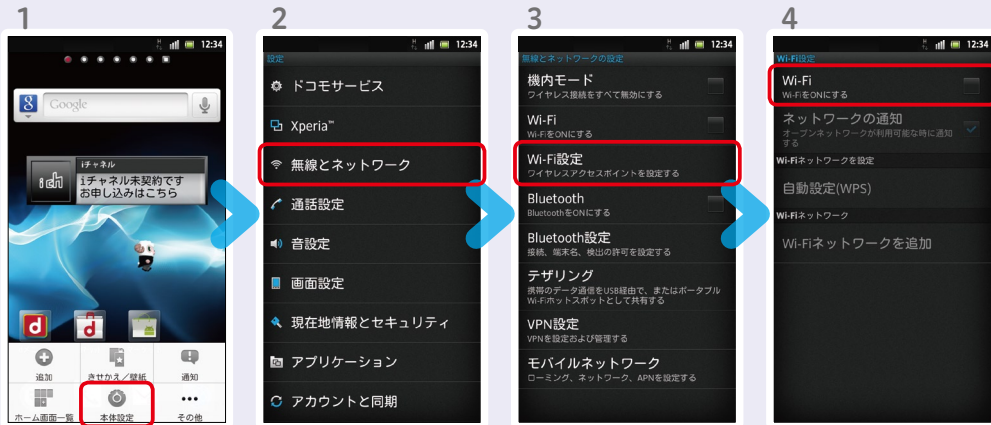 1
12:34
Google
iチャネル
i ch
iチャネル未契約です
お申し込みはこちら
d
d
追加
きせかえ／壁紙
通知
ホーム画面一覧
本体設定
その他
2
12:34
設定
ドコモサービス
Xperia™
無線とネットワーク
通話設定
音設定
画面設定
現在地情報とセキュリティ
アプリケーション
アカウントと同期
3
12:34
無線とネットワークの設定
機内モード
ワイヤレス接続をすべて無効にする
Wi-Fi
Wi-FiをONにする
Wi-Fi設定
ワイヤレスアクセスポイントを設定する
Bluetooth
BluetoothをONにする
Bluetooth設定
接続、端末名、検出の許可を設定する
テザリング
携帯のデータ通信をUSB経由で、またはポータブル
Wi-Fiホットスポットとして共有する
VPN設定
VPNを設定および管理する
モバイルネットワーク
ローミング、ネットワーク、APNを設定する
4
12:34
Wi-Fi設定
Wi-Fi
Wi-FiをONにする
ネットワークの通知
オープンネットワークが利用可能な時に通知
する
Wi-Fiネットワークを設定
自動設定(WPS)
Wi-Fiネットワーク
Wi-Fiネットワークを追加